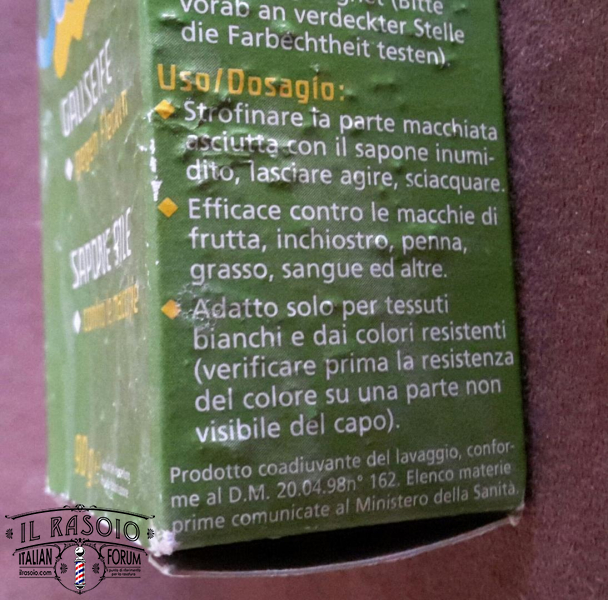 (Bitte
vorab an verdeckter Stelle
die Farbechtheit testen)
Uso/Dosagio:
Strofinare la parte macchiata
asciutta con il sapone inumi-
dito, lasciare agire, sciacquare.
Efficace contro le macchie di
frutta, inchiostro, penna,
grasso, sangue ed altre.
Adatto solo per tessuti
bianchi e dai colori resistenti
(verificare prima la resistenza
del colore su una parte non
visibile del capo).
Prodotto coadiuvante del lavaggio, confor-
me al D.M. 20.04.98n° 162. Elenco materie
prime comunicate al Ministero della Sanità.
GALLSEIFE
SAPONE FIELE
90g
IL RASOIO
ITALIAN FORUM
ilrasoio.com